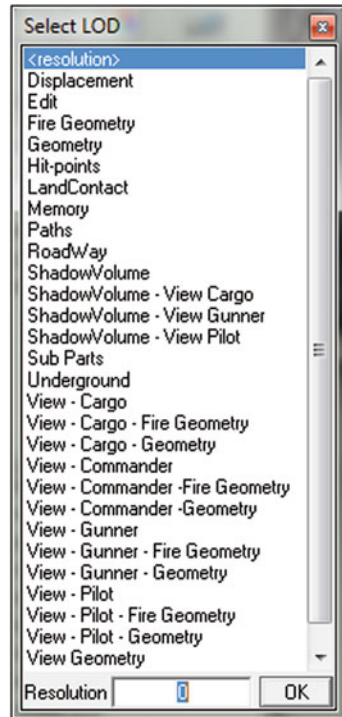 Select LOD
<resolution>
Displacement
Edit
Fire Geometry
Geometry
Hit-points
LandContact
Memory
Paths
RoadWay
ShadowVolume
ShadowVolume - View Cargo
ShadowVolume - View Gunner
ShadowVolume - View Pilot
Sub Parts
Underground
View - Cargo
View - Cargo - Fire Geometry
View - Cargo - Geometry
View - Commander
View - Commander -Fire Geometry
View - Commander -Geometry
View - Gunner
View - Gunner - Fire Geometry
View - Gunner - Geometry
View - Pilot
View - Pilot - Fire Geometry
View - Pilot - Geometry
View Geometry
Resolution 0 OK